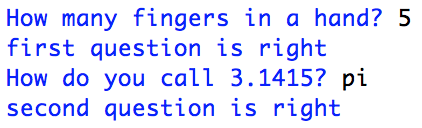 How many fingers in a hand? 5
first question is right
How do you call 3.1415? pi
second question is right